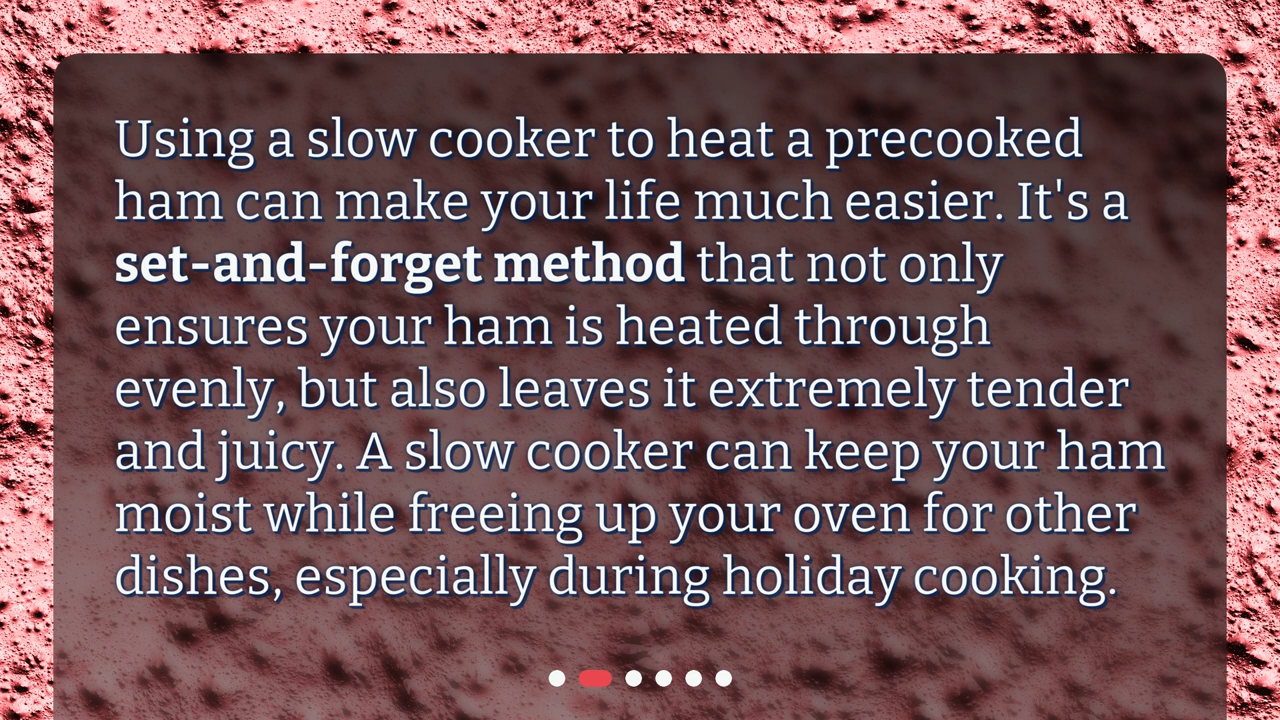 Using a slow cooker to heat a precooked
ham can make your life much easier. It's a
set-and-forget method that not only
ensures your ham is heated through
evenly, but also leaves it extremely tender
and juicy. A slow cooker can keep your ham
moist while freeing up your oven for other
dishes, especially during holiday cooking.